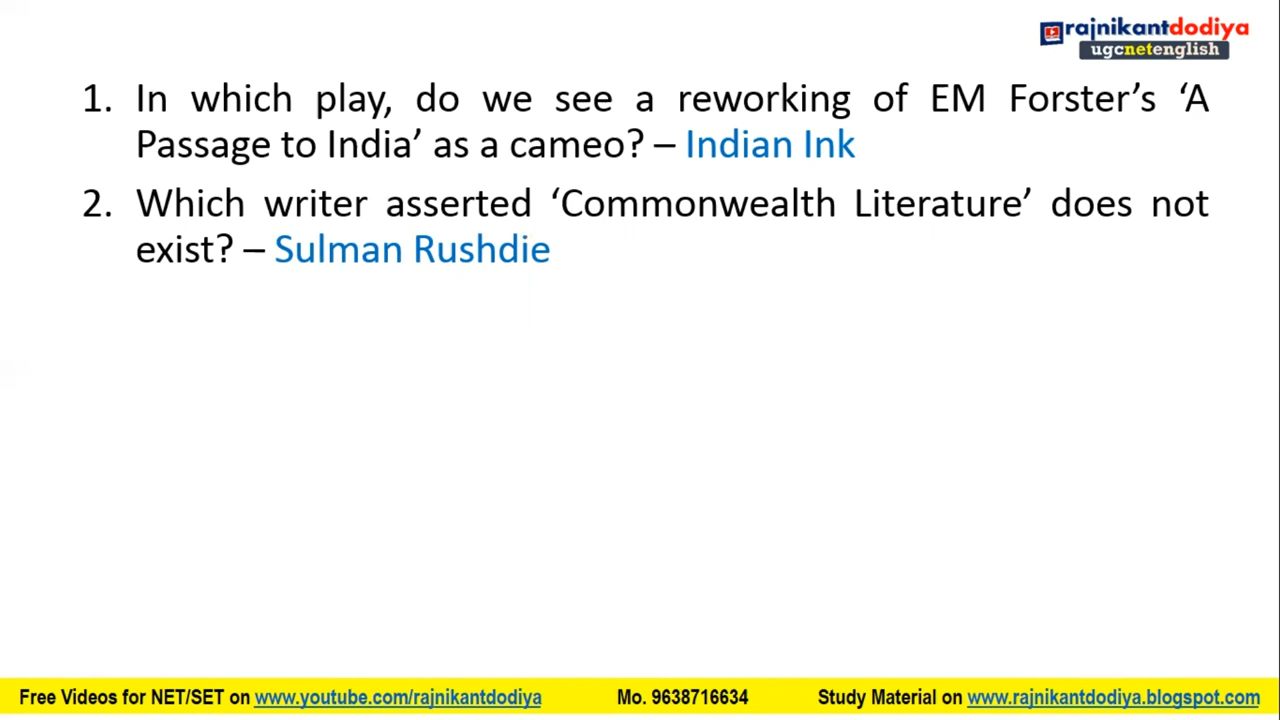 rajnikantdodiya
ugcnetenglish
1. In which play, do we see a reworking of EM Forster’s ‘A
Passage to India’ as a cameo? – Indian Ink
2. Which writer asserted ‘Commonwealth Literature’ does not
exist? – Sulman Rushdie
Free Videos for NET/SET on www.youtube.com/rajnikantdodiya Mo. 9638716634 Study Material on www.rajnikantdodiya.blogspot.com